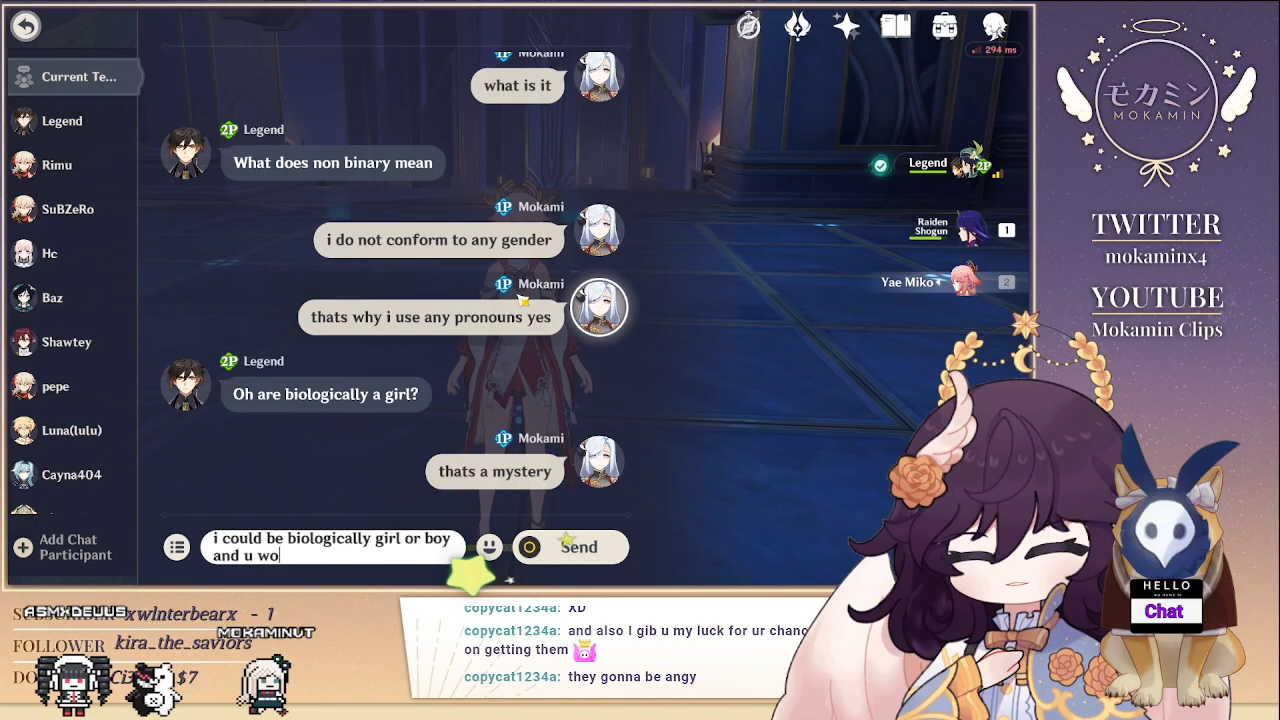 Current Te...
Legend
Rimu
SuBZeRo
Hc
Baz
Shawtey
pepe
Luna(lulu)
Cayna404
Add Chat
Participant
1P Mokami
what is it
2P Legend
What does non binary mean
1P Mokami
i do not conform to any gender
1P Mokami
thats why i use any pronouns yes
2P Legend
Oh are biologically a girl?
1P Mokami
thats a mystery
i could be biologically girl or boy
and u wo
Send
294 ms
Legend
2P
Raiden
Shogun
1
Yae Miko
2
モカミン
MOKAMIN
TWITTER
mokaminx4
YOUTUBE
Mokamin Clips
HELLO
my name is
Chat
ASMXDEUUS
xw1nterbearx - 1
FOLLOWER kira_the_saviors
MOKAMINUT
$7
copycat1234a: XD
copycat1234a: and also I gib u my luck for ur chanc
on getting them
copycat1234a: they gonna be angy